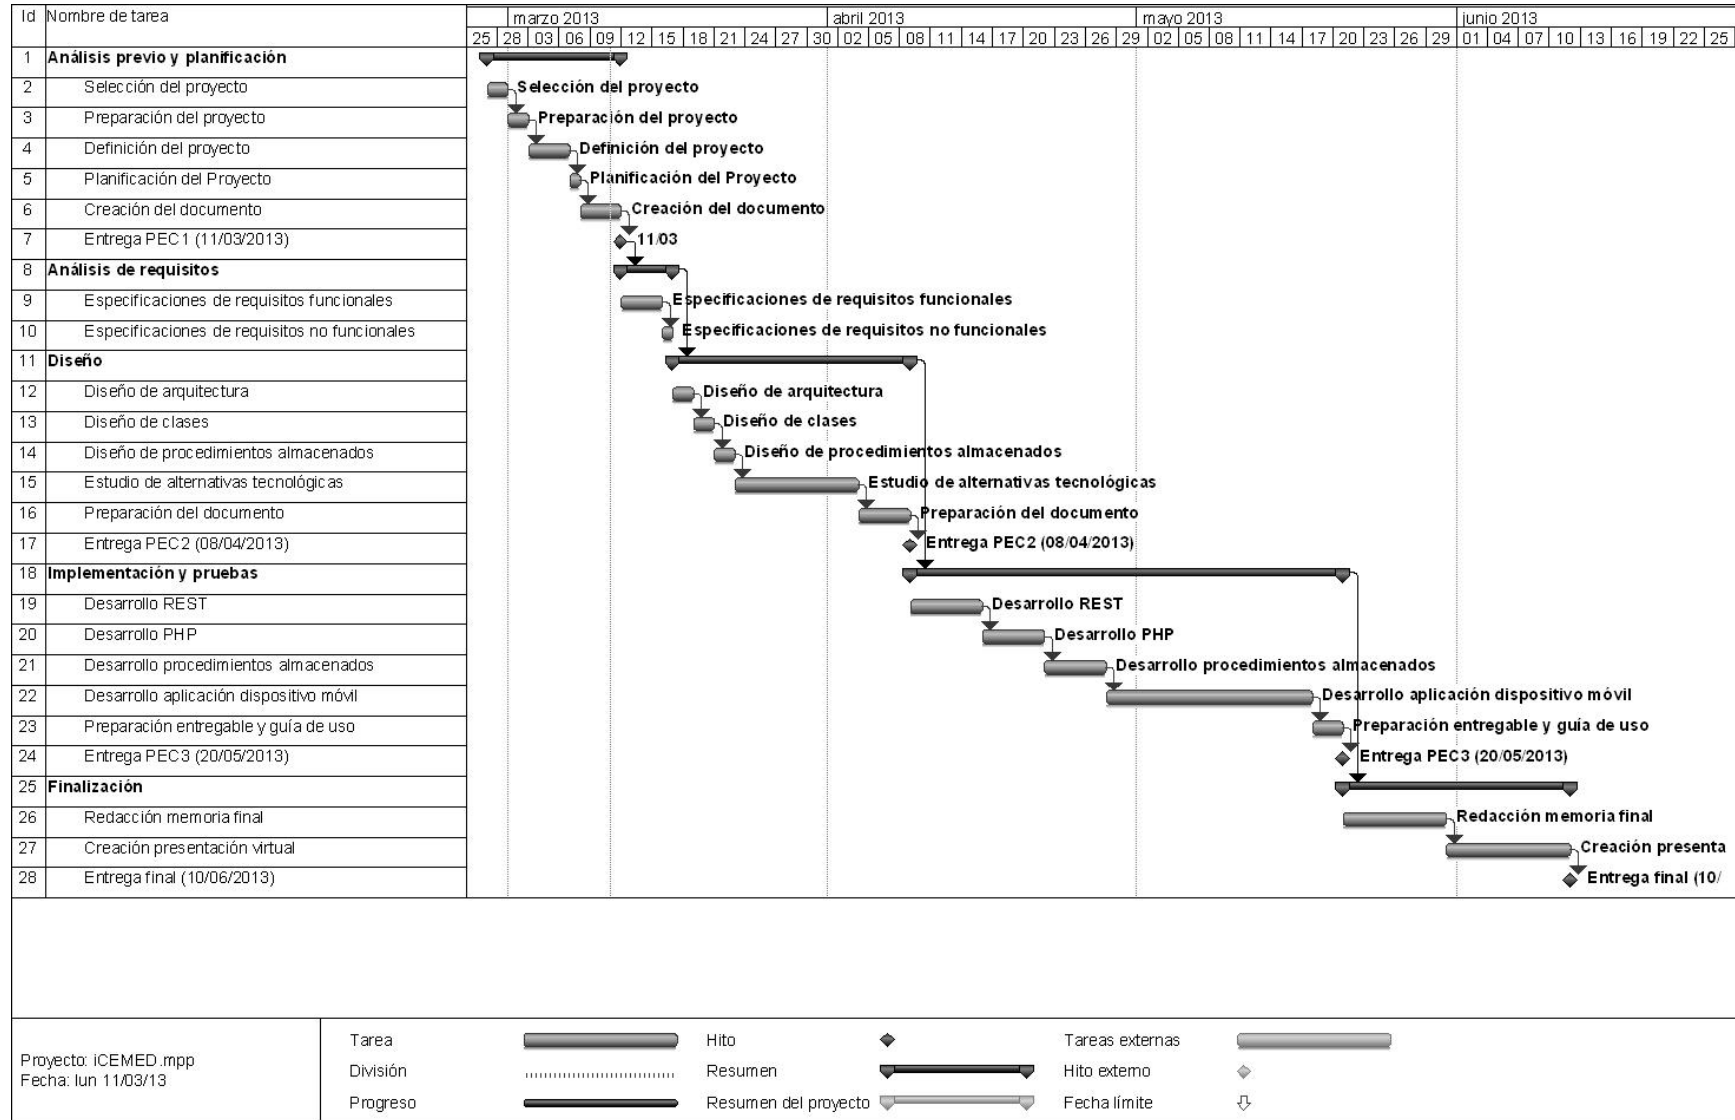 Id Nombre de tarea marzo 2013 abril 2013 mayo 2013 junio 2013
25 28 03 06 09 12 15 18 21 24 27 30 02 05 08 11 14 17 20 23 26 29 02 05 08 11 14 17 20 23 26 29 01 04 07 10 13 16 19 22 25
1 Análisis previo y planificación
2 Selección del proyecto Selección del proyecto
3 Preparación del proyecto Preparación del proyecto
4 Definición del proyecto Definición del proyecto
5 Planificación del Proyecto Planificación del Proyecto
6 Creación del documento Creación del documento
7 Entrega PEC1 (11/03/2013) 11/03
8 Análisis de requisitos
9 Especificaciones de requisitos funcionales Especificaciones de requisitos funcionales
10 Especificaciones de requisitos no funcionales Especificaciones de requisitos no funcionales
11 Diseño
12 Diseño de arquitectura Diseño de arquitectura
13 Diseño de clases Diseño de clases
14 Diseño de procedimientos almacenados Diseño de procedimientos almacenados
15 Estudio de alternativas tecnológicas Estudio de alternativas tecnológicas
16 Preparación del documento Preparación del documento
17 Entrega PEC2 (08/04/2013) Entrega PEC2 (08/04/2013)
18 Implementación y pruebas
19 Desarrollo REST Desarrollo REST
20 Desarrollo PHP Desarrollo PHP
21 Desarrollo procedimientos almacenados Desarrollo procedimientos almacenados
22 Desarrollo aplicación dispositivo móvil Desarrollo aplicación dispositivo móvil
23 Preparación entregable y guía de uso Preparación entregable y guía de uso
24 Entrega PEC3 (20/05/2013) Entrega PEC3 (20/05/2013)
25 Finalización
26 Redacción memoria final Redacción memoria final
27 Creación presentación virtual Creación presenta
28 Entrega final (10/06/2013) Entrega final (10/
Proyecto: iCEMED.mpp
Fecha: lun 11/03/13
Tarea Hito Tareas externas
División Resumen Hito externo
Progreso Resumen del proyecto Fecha límite